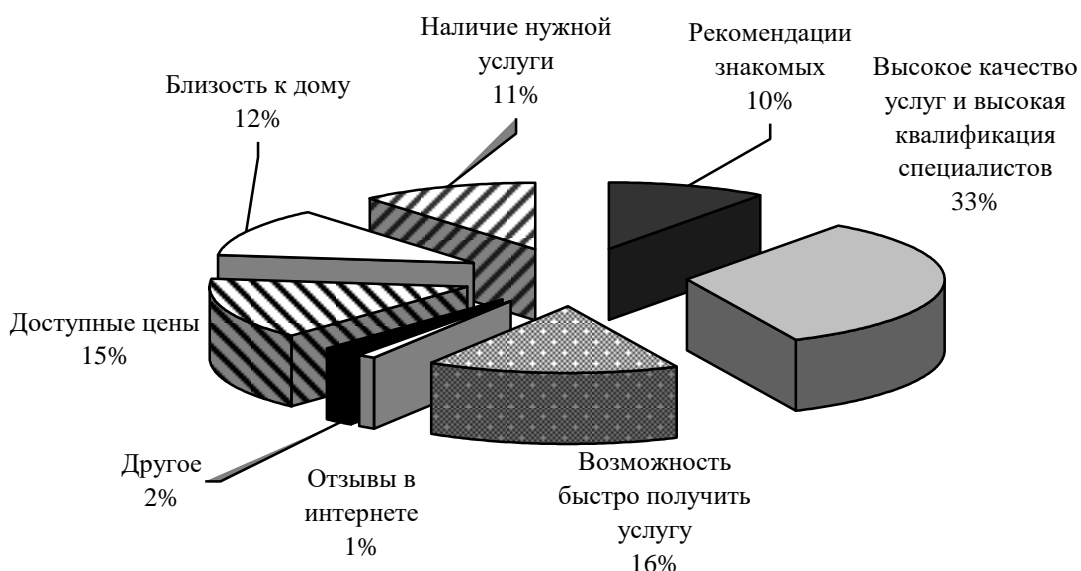 Наличие нужной
услуги
11%
Рекомендации
знакомых
10%
Высокое качество
услуг и высокая
квалификация
специалистов
33%
Близость к дому
12%
Доступные цены
15%
Другое
2%
Отзывы в
интернете
1%
Возможность
быстро получить
услугу
16%